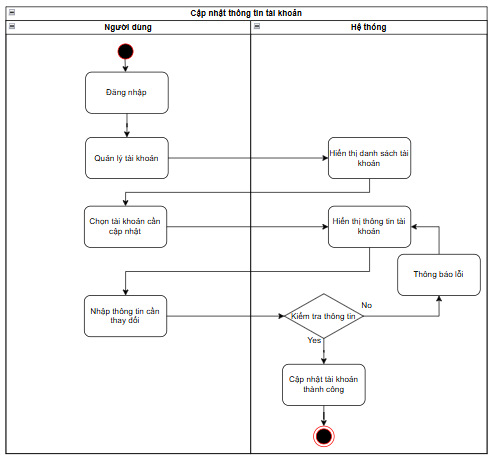 Cập nhật thông tin tài khoản
Người dùng
Hệ thống
Đăng nhập
Quản lý tài khoản
Hiển thị danh sách tài
khoản
Chọn tài khoản cần
cập nhật
Hiển thị thông tin tài
khoản
Thông báo lỗi
Nhập thông tin cần
thay đổi
Kiểm tra thông tin
No
Yes
Cập nhật tài khoản
thành công